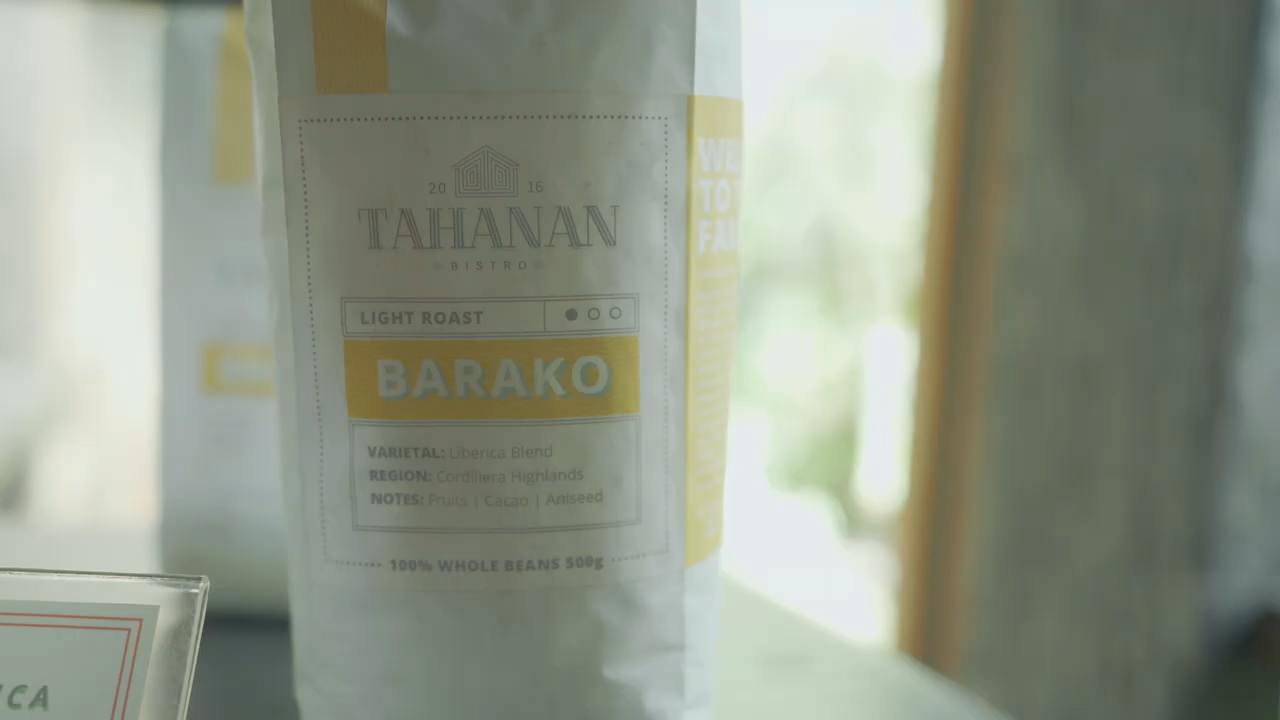 20 16
TAHANAN
BISTRO
LIGHT ROAST
BARAKO
VARIETAL: Liberica Blend
REGION: Cordillera Highlands
NOTES: Fruits | Cacao | Aniseed
100% WHOLE BEANS 500g
TO